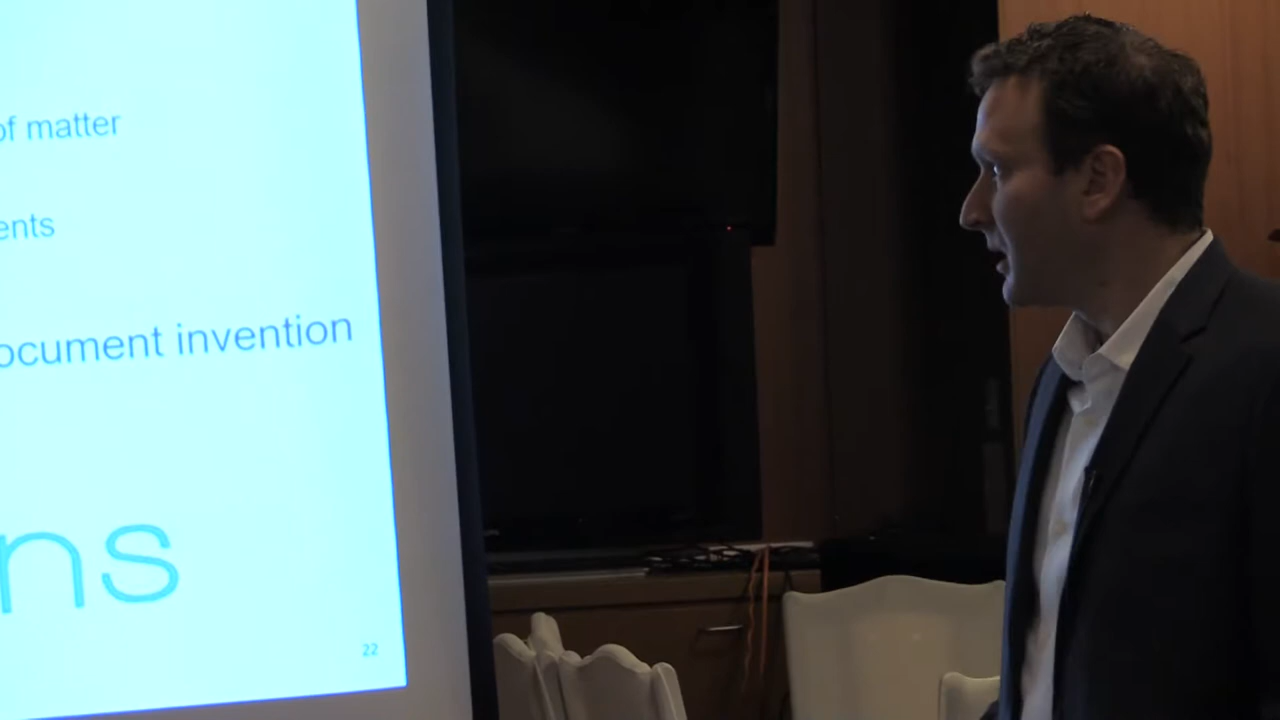 of matter
ents
ocument invention
ns
22